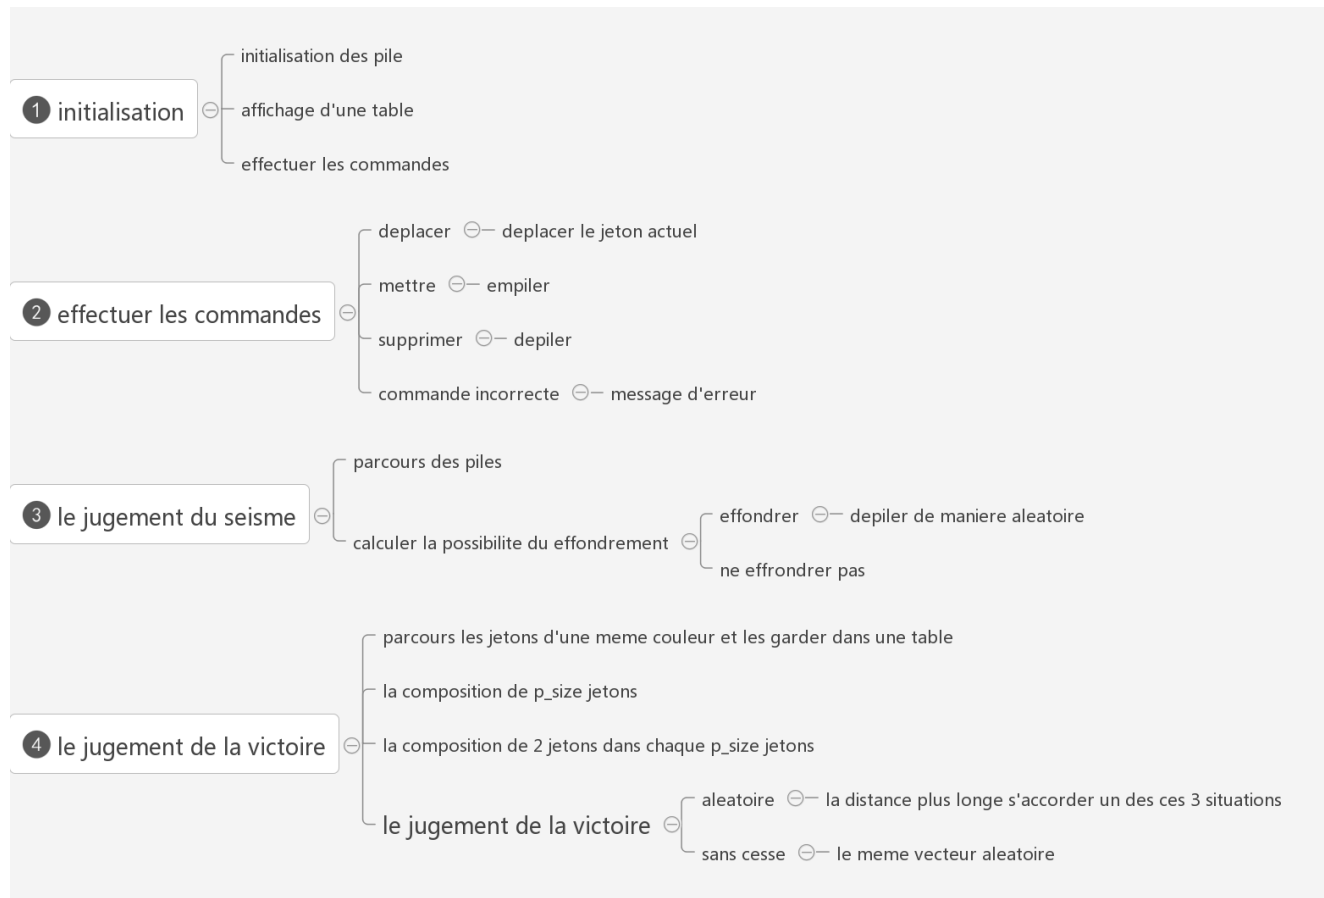 1 initialisation
initialisation des pile
affichage d'une table
effectuer les commandes
2 effectuer les commandes
deplacer
deplacer le jeton actuel
mettre
empiler
supprimer
depiler
commande incorrecte
message d'erreur
3 le jugement du seisme
parcours des piles
calculer la possibilite du effondrement
effondrer
depiler de maniere aleatoire
ne effrondrer pas
4 le jugement de la victoire
parcours les jetons d'une meme couleur et les garder dans une table
la composition de p_size jetons
la composition de 2 jetons dans chaque p_size jetons
le jugement de la victoire
aleatoire
la distance plus longe s'accorder un des ces 3 situations
sans cesse
le meme vecteur aleatoire